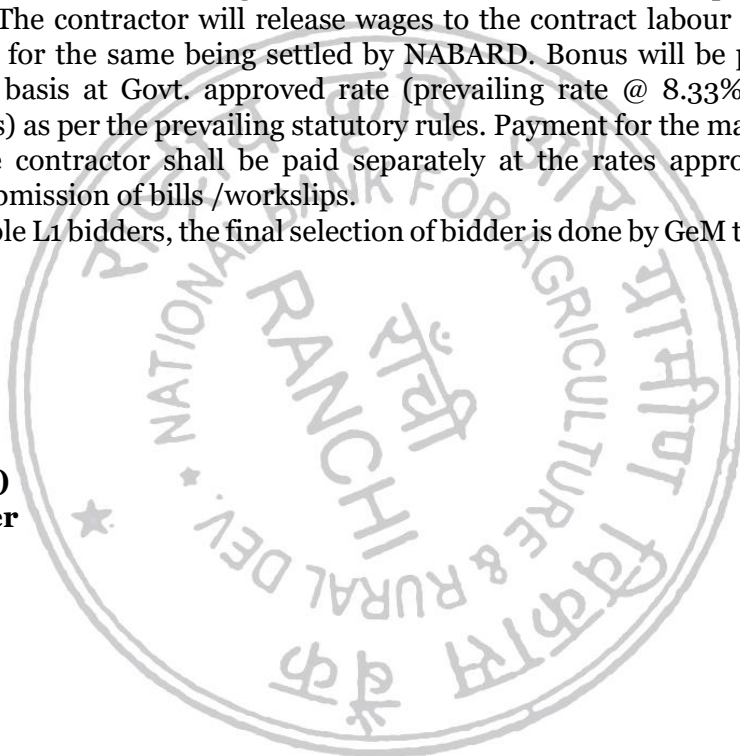 The contractor will release wages to the contract labour
for the same being settled by NABARD. Bonus will be p
basis at Govt. approved rate (prevailing rate @ 8.33%
s) as per the prevailing statutory rules. Payment for the ma
e contractor shall be paid separately at the rates appro
bmission of bills /workslips.
ple L1 bidders, the final selection of bidder is done by GeM t
)
er
राष्ट्रीय कृषि और ग्रामीण विकास बैंक
NATIONAL BANK FOR AGRICULTURE & RURAL DEV.
राँची
RANCHI